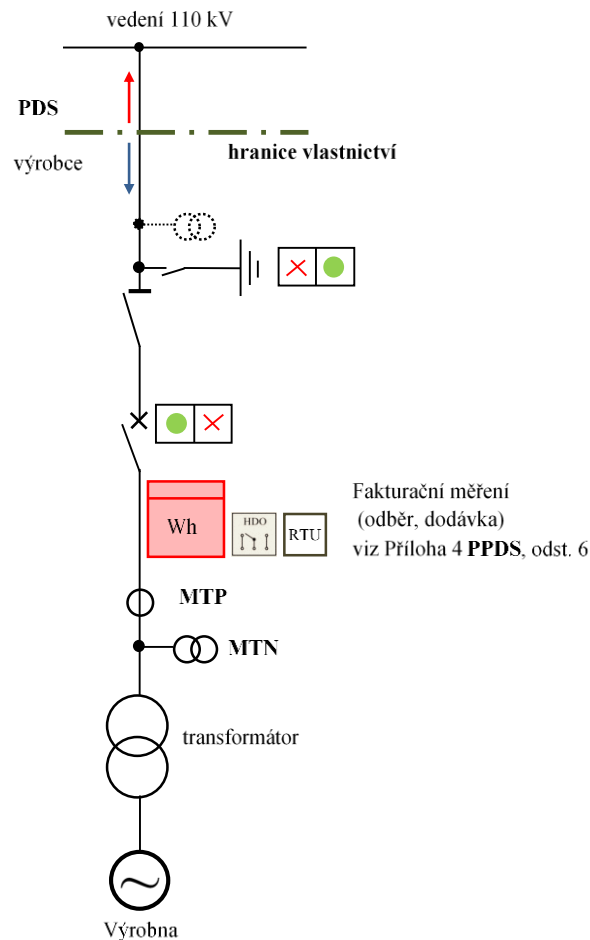 vedení 110 kV
PDS
hranice vlastnictví
výrobce
Wh
HDO
RTU
Fakturační měření
(odběr, dodávka)
viz Příloha 4 PPDS, odst. 6
MTP
MTN
transformátor
Výrobna